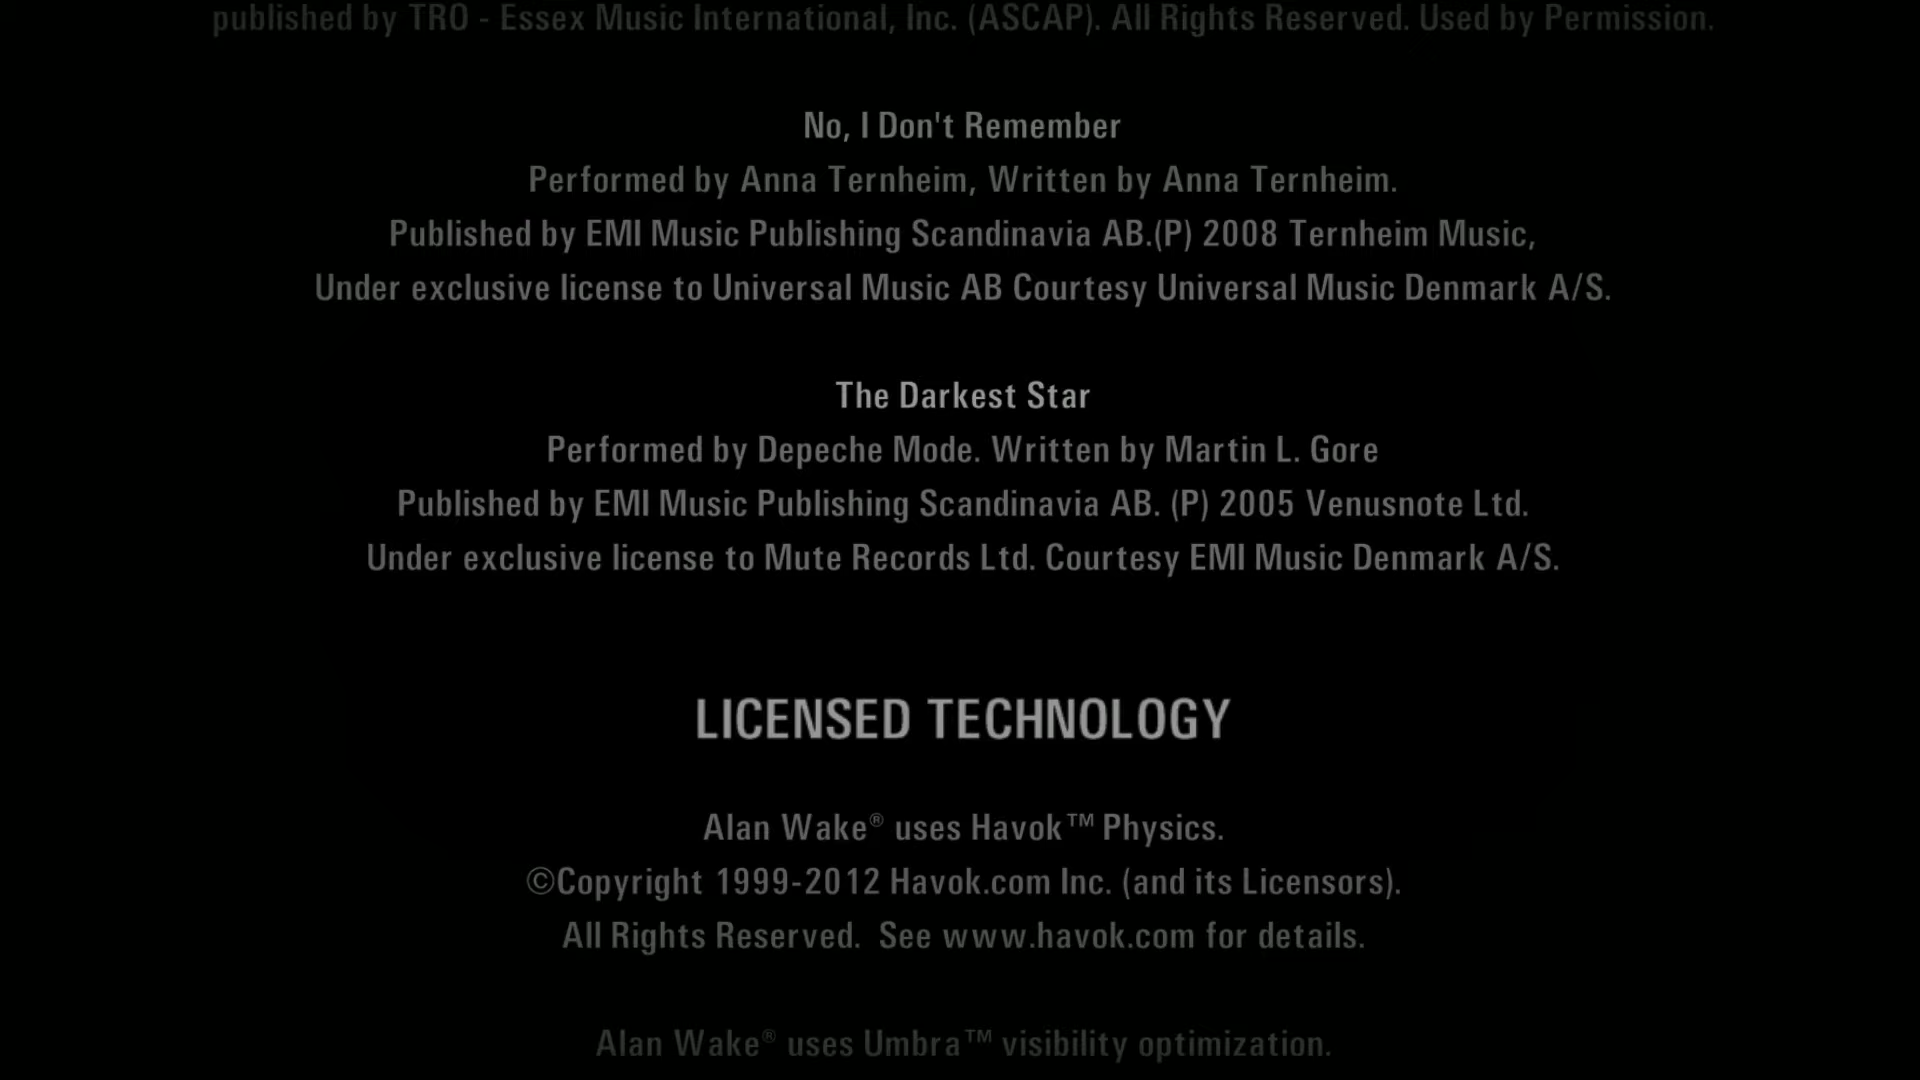 published by TRO - Essex Music International, Inc. (ASCAP). All Rights Reserved. Used by Permission.
No, I Don't Remember
Performed by Anna Ternheim, Written by Anna Ternheim.
Published by EMI Music Publishing Scandinavia AB.(P) 2008 Ternheim Music,
Under exclusive license to Universal Music AB Courtesy Universal Music Denmark A/S.
The Darkest Star
Performed by Depeche Mode. Written by Martin L. Gore
Published by EMI Music Publishing Scandinavia AB. (P) 2005 Venusnote Ltd.
Under exclusive license to Mute Records Ltd. Courtesy EMI Music Denmark A/S.
LICENSED TECHNOLOGY
Alan Wake® uses Havok™ Physics.
©Copyright 1999-2012 Havok.com Inc. (and its Licensors).
All Rights Reserved.  See www.havok.com for details.
Alan Wake® uses Umbra™ visibility optimization.